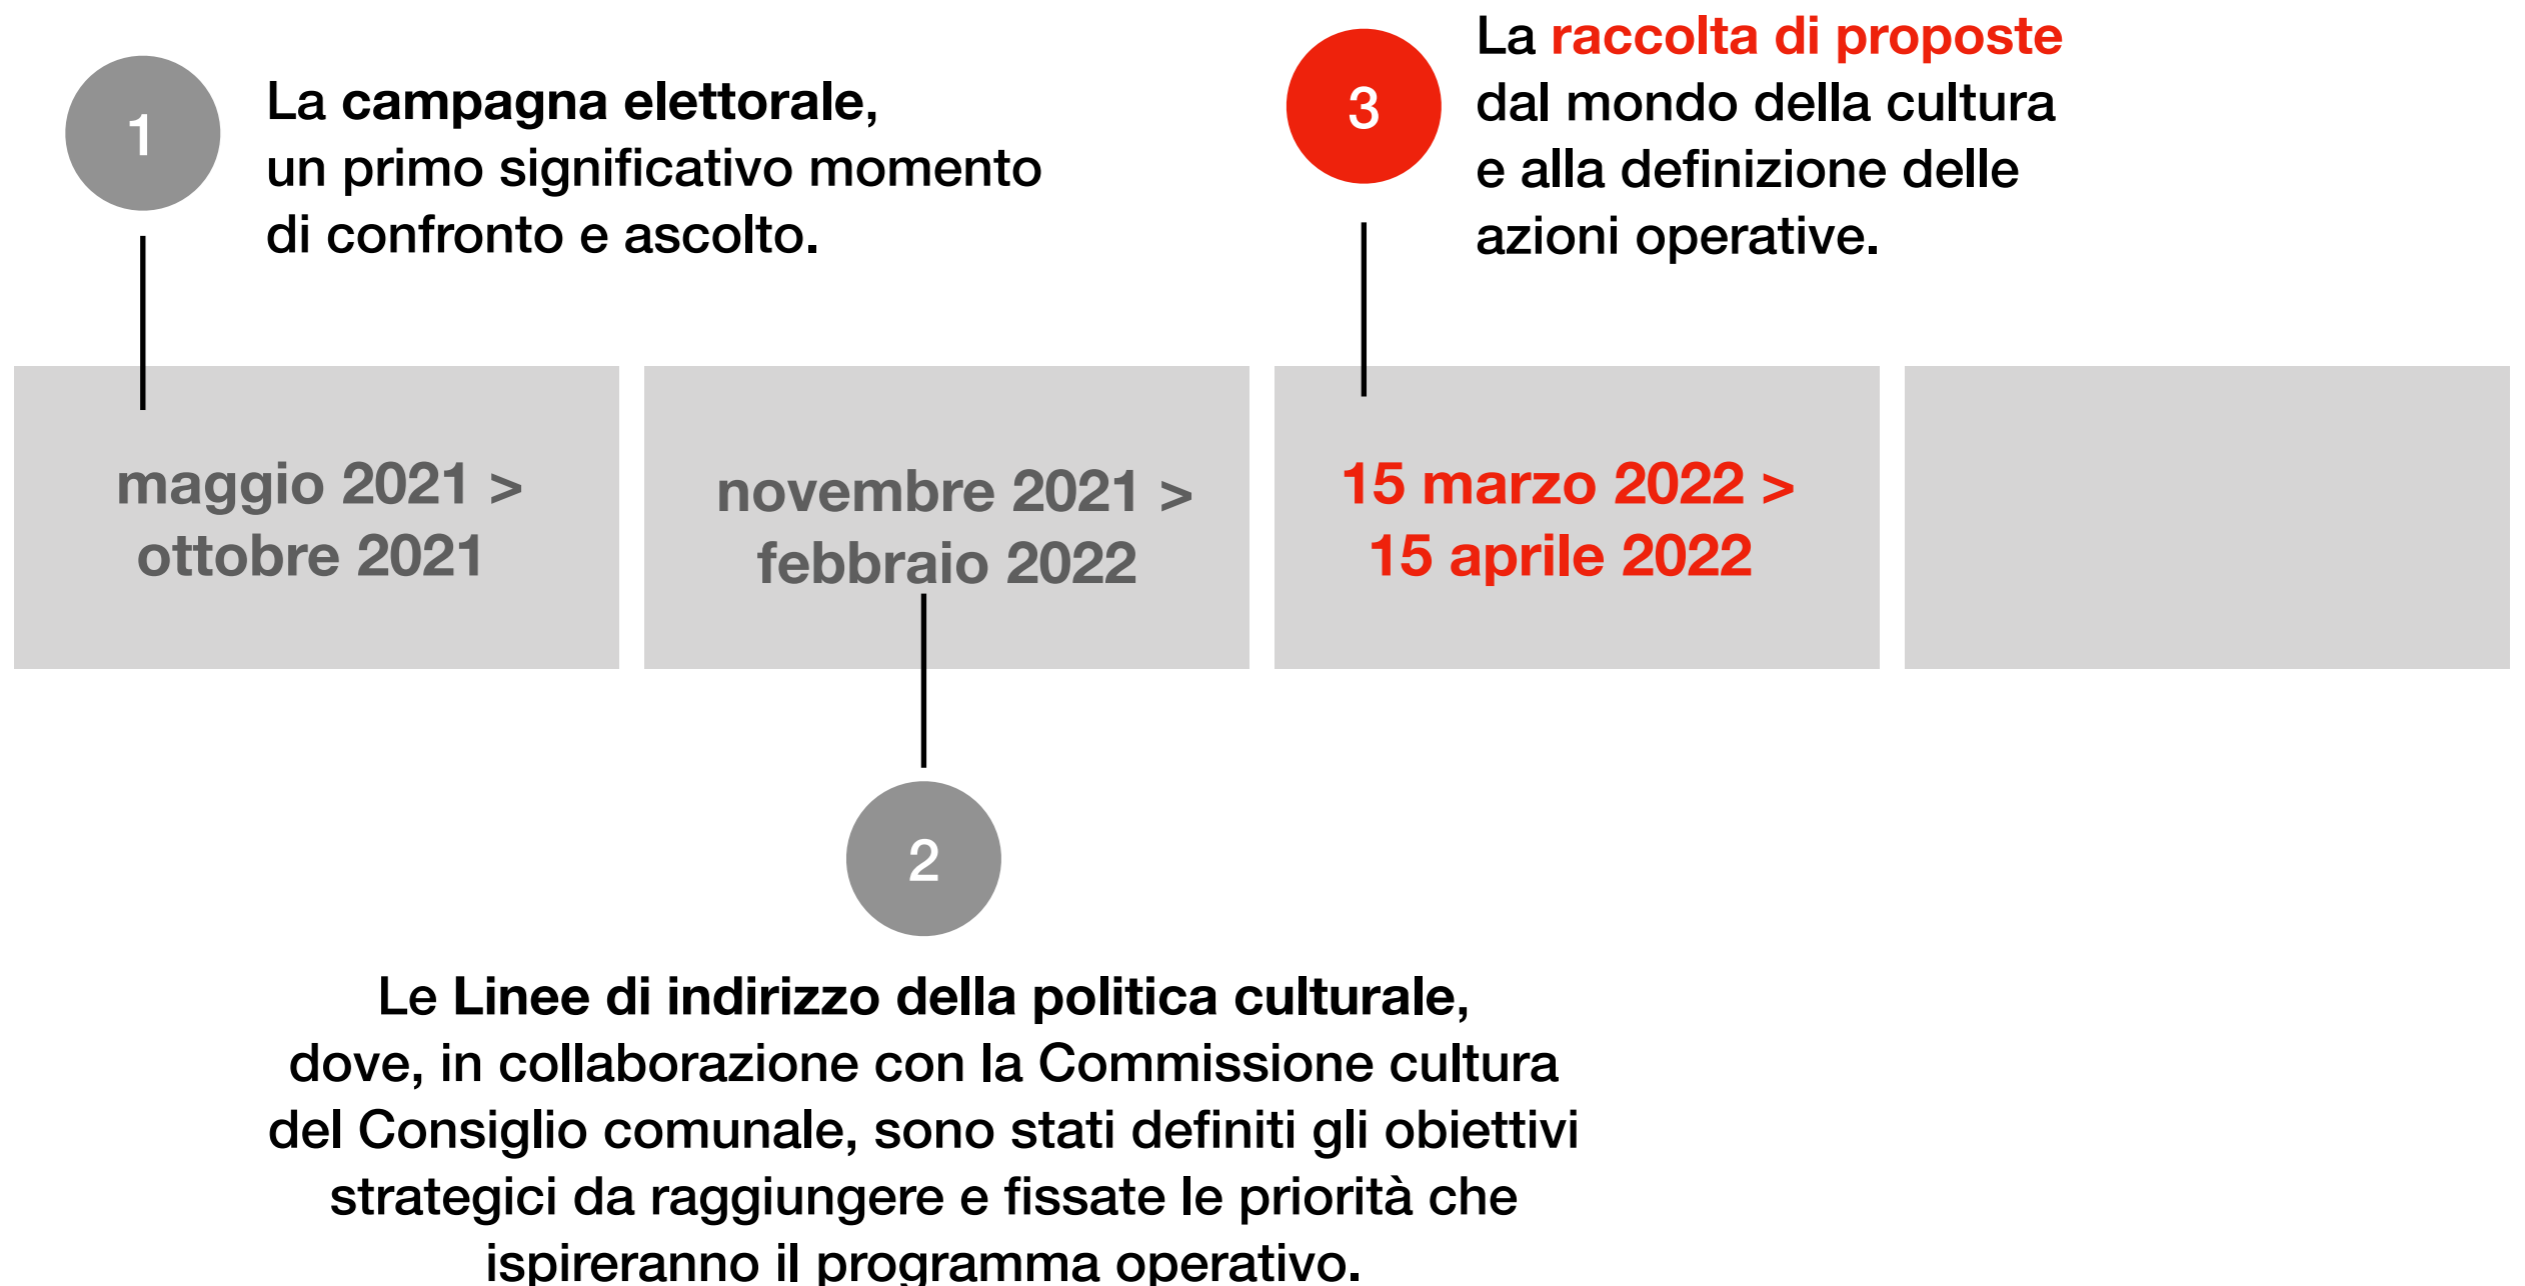 1
La campagna elettorale,
un primo significativo momento
di confronto e ascolto.
3
La raccolta di proposte
dal mondo della cultura
e alla definizione delle
azioni operative.
maggio 2021 >
ottobre 2021
novembre 2021 >
febbraio 2022
15 marzo 2022 >
15 aprile 2022
2
Le Linee di indirizzo della politica culturale,
dove, in collaborazione con la Commissione cultura
del Consiglio comunale, sono stati definiti gli obiettivi
strategici da raggiungere e fissate le priorità che
ispireranno il programma operativo.